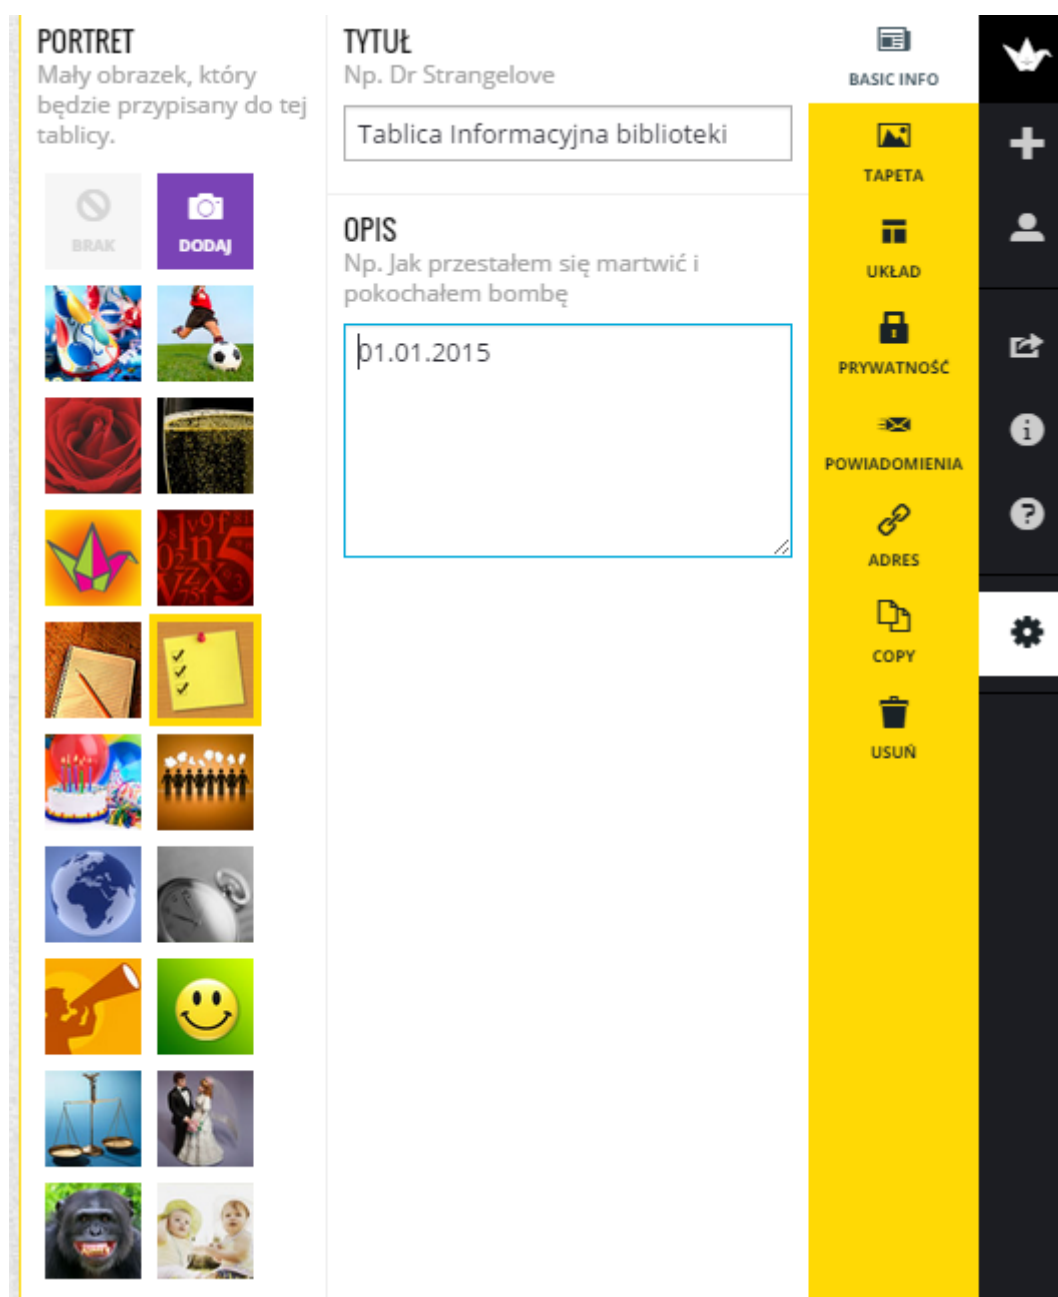 PORTRET
Mały obrazek, który
będzie przypisany do tej
tablicy.
BRAK
DODAJ
TYTUŁ
Np. Dr Strangelove
Tablica Informacyjna biblioteki
OPIS
Np. Jak przestałem się martwić i
pokochałem bombę
01.01.2015
BASIC INFO
TAPETA
UKŁAD
PRYWATNOŚĆ
POWIADOMIENIA
ADRES
COPY
USUŃ